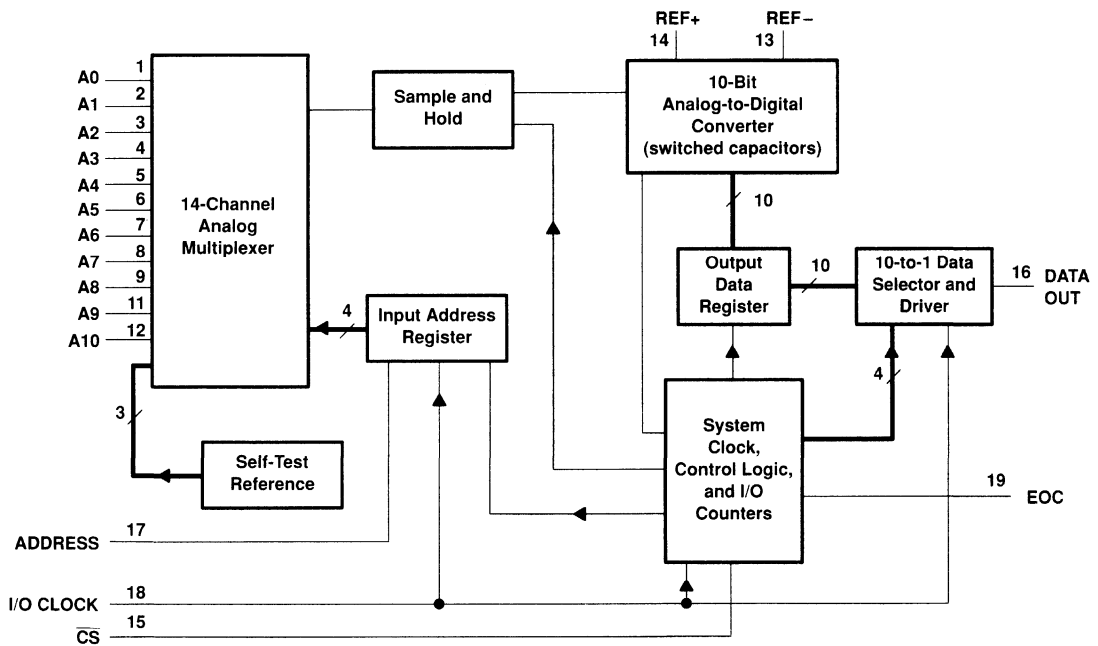 REF+
REF–
14
13
A0
1
A1
2
A2
3
A3
4
A4
5
A5
6
A6
7
A7
8
A8
9
A9
11
A10
12
14-Channel
Analog
Multiplexer
Sample and
Hold
10-Bit
Analog-to-Digital
Converter
(switched capacitors)
10
Output
Data
Register
10
10-to-1 Data
Selector and
Driver
16
DATA
OUT
4
Input Address
Register
4
3
Self-Test
Reference
System
Clock,
Control Logic,
and I/O
Counters
19
EOC
ADDRESS
17
I/O CLOCK
18
C̅S̅
15